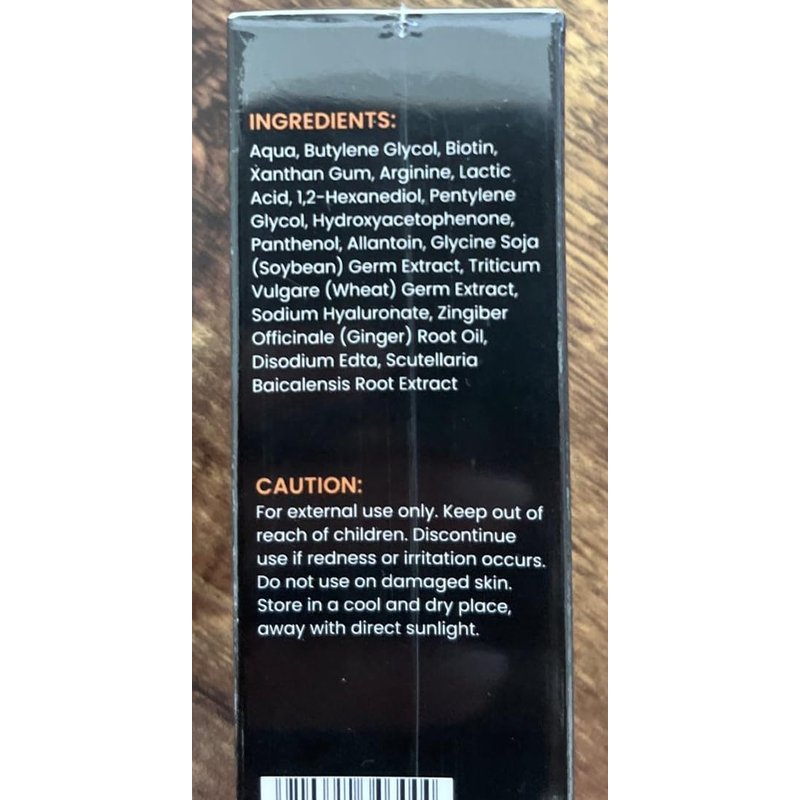 INGREDIENTS:
Aqua, Butylene Glycol, Biotin,
Xanthan Gum, Arginine, Lactic
Acid, 1,2-Hexanediol, Pentylene
Glycol, Hydroxyacetophenone,
Panthenol, Allantoin, Glycine Soja
(Soybean) Germ Extract, Triticum
Vulgare (Wheat) Germ Extract,
Sodium Hyaluronate, Zingiber
Officinale (Ginger) Root Oil,
Disodium Edta, Scutellaria
Baicalensis Root Extract
CAUTION:
For external use only. Keep out of
reach of children. Discontinue
use if redness or irritation occurs.
Do not use on damaged skin.
Store in a cool and dry place,
away with direct sunlight.